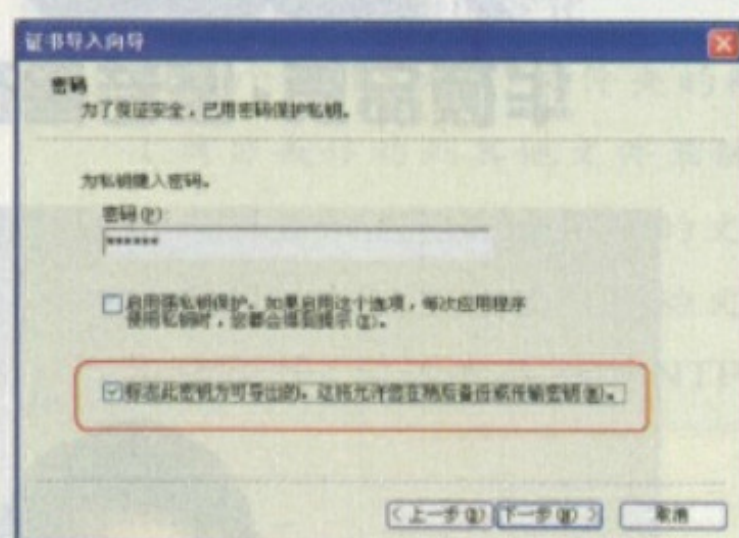 证书导入向导
密码
为了保证安全，已用密码保护私钥。
为私钥键入密码。
密码(P)
******
启用强私钥保护。如果启用这个选项，每次应用程序
使用私钥时，您都会得到提示(E)。
标志此密钥为可导出的。这将允许您在稍后备份或传输密钥(M)。
< 上一步(B)
下一步(N) >
取消